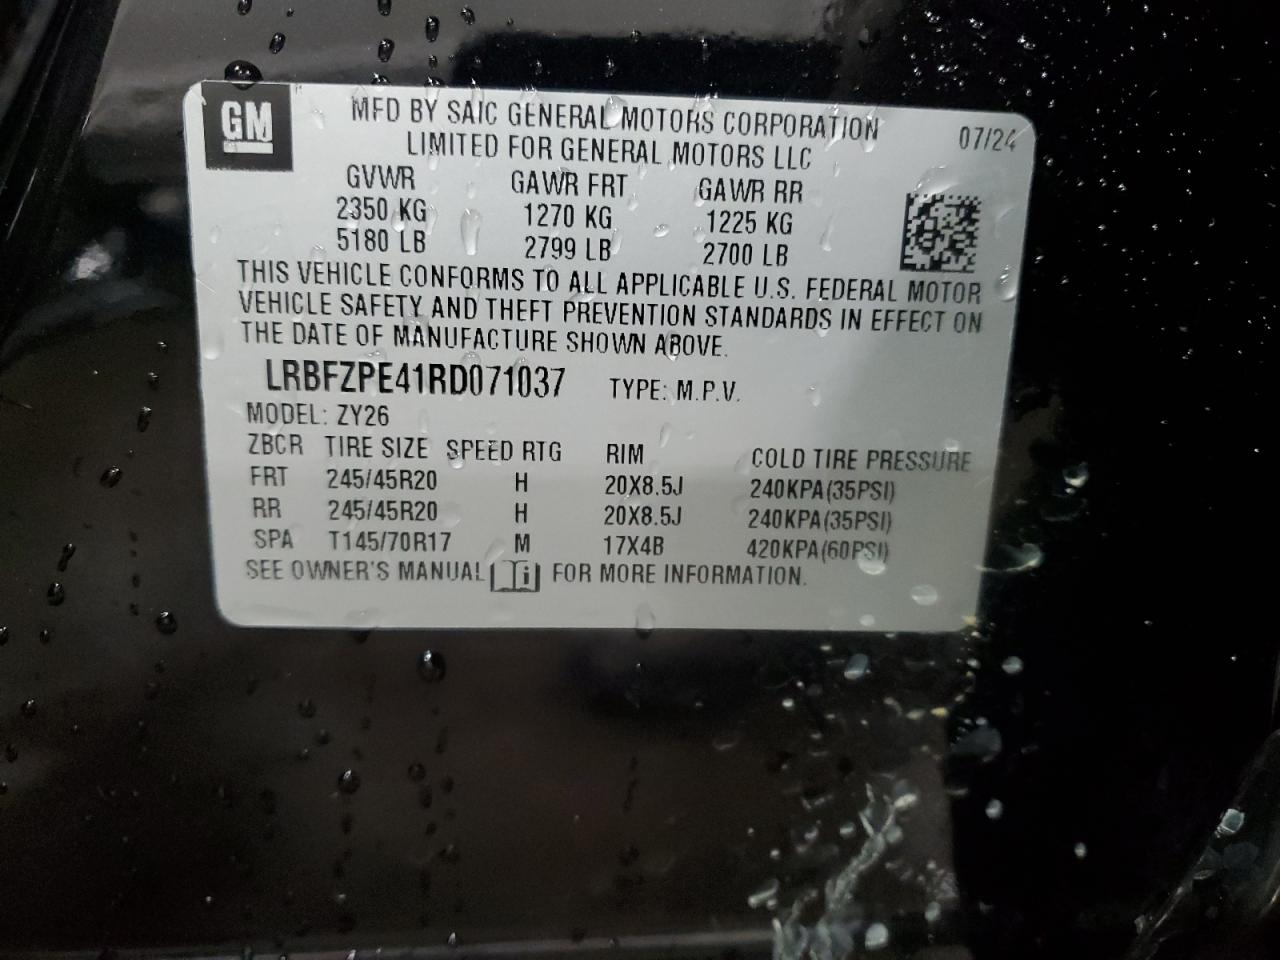 GM
MFD BY SAIC GENERAL MOTORS CORPORATION
LIMITED FOR GENERAL MOTORS LLC
07/24
GVWR GAWR FRT GAWR RR
2350 KG 1270 KG 1225 KG
5180 LB 2799 LB 2700 LB
THIS VEHICLE CONFORMS TO ALL APPLICABLE U.S. FEDERAL MOTOR
VEHICLE SAFETY AND THEFT PREVENTION STANDARDS IN EFFECT ON
THE DATE OF MANUFACTURE SHOWN ABOVE.
LRBFZPE41RD071037 TYPE: M.P.V.
MODEL: ZY26
ZBCR TIRE SIZE SPEED RTG RIM COLD TIRE PRESSURE
FRT 245/45R20 H 20X8.5J 240KPA(35PSI)
RR 245/45R20 H 20X8.5J 240KPA(35PSI)
SPA T145/70R17 M 17X4B 420KPA(60PSI)
SEE OWNER'S MANUAL i FOR MORE INFORMATION.